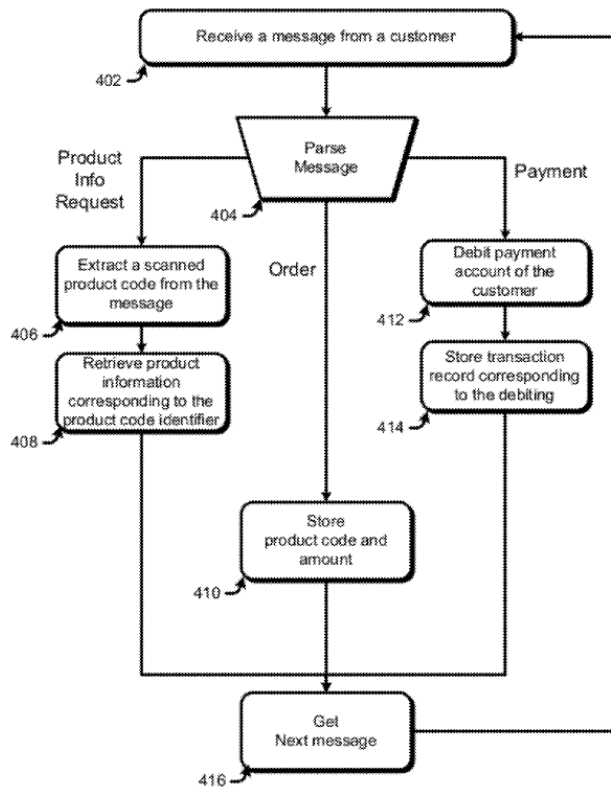 Receive a message from a customer
402
Parse
Message
404
Product
Info
Request
Payment
Order
Extract a scanned
product code from the
message
406
Retrieve product
information
corresponding to the
product code identifier
408
Debit payment
account of the
customer
412
Store transaction
record corresponding
to the debiting
414
Store
product code and
amount
410
Get
Next message
416